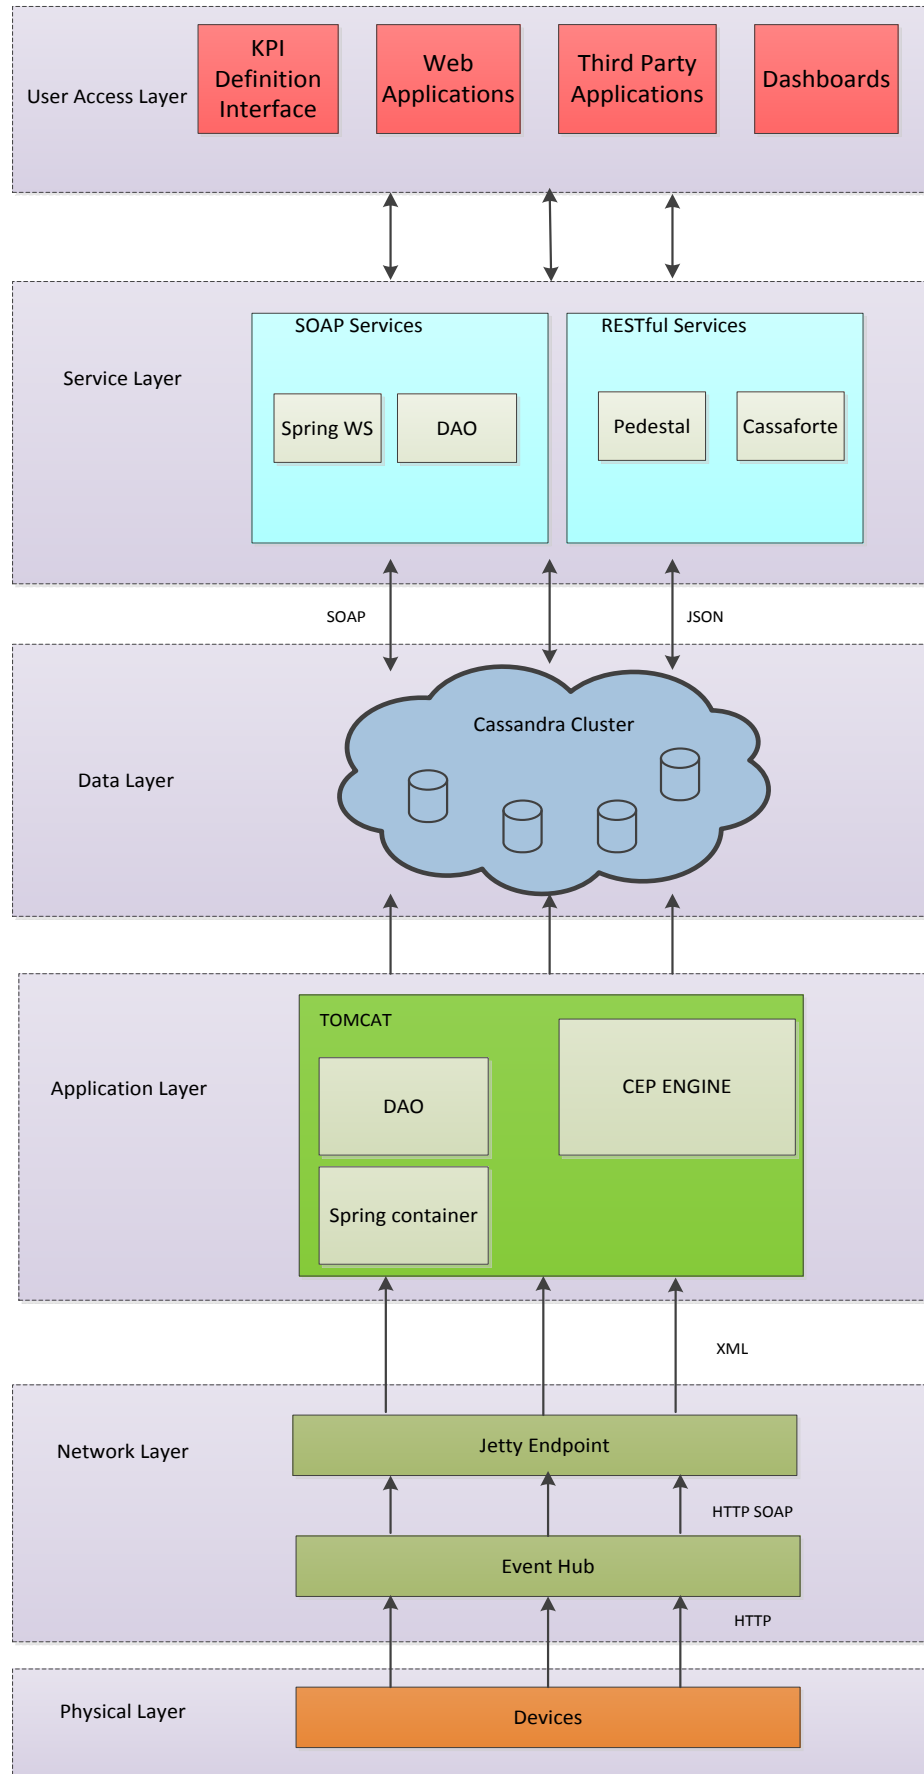 User Access Layer
KPI
Definition
Interface
Web
Applications
Third Party
Applications
Dashboards
Service Layer
SOAP Services
Spring WS
DAO
RESTful Services
Pedestal
Cassaforte
SOAP
JSON
Data Layer
Cassandra Cluster
Application Layer
TOMCAT
DAO
Spring container
CEP ENGINE
XML
Network Layer
Jetty Endpoint
HTTP SOAP
Event Hub
HTTP
Physical Layer
Devices